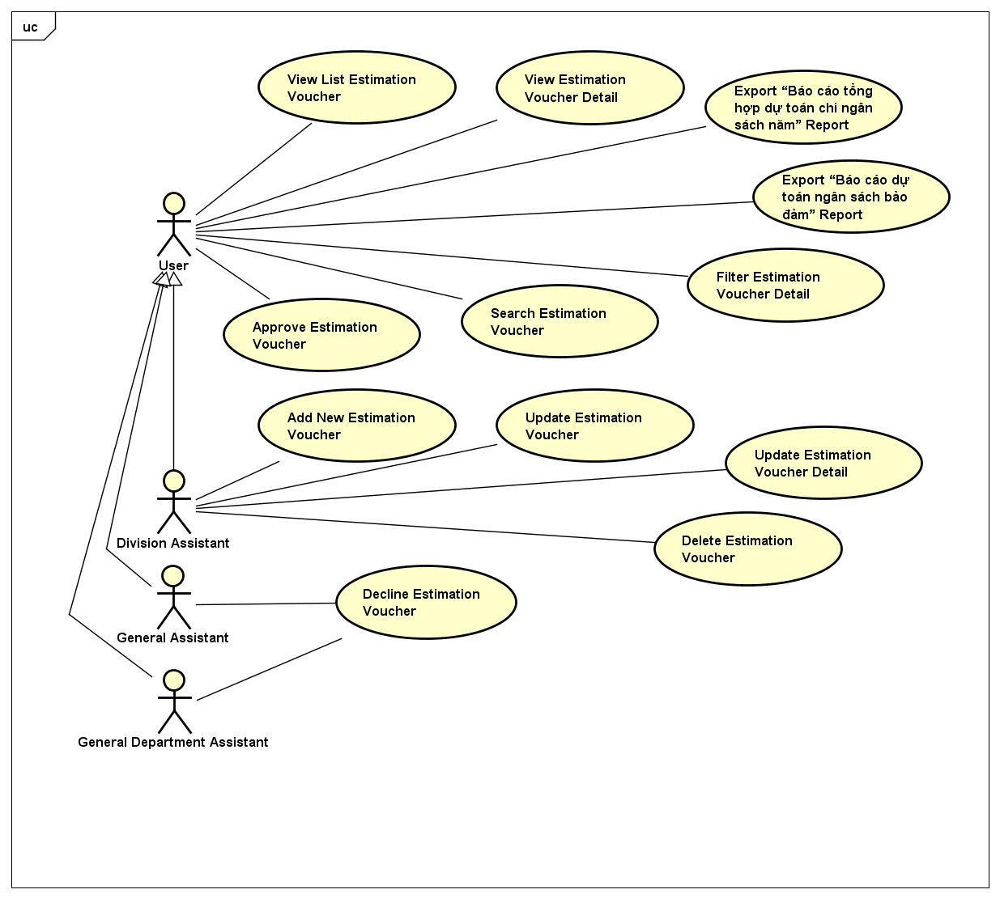 uc
View List Estimation
Voucher
View Estimation
Voucher Detail
Export “Báo cáo tổng
hợp dự toán chi ngân
sách năm” Report
Export “Báo cáo dự
toán ngân sách bảo
đảm” Report
User
Filter Estimation
Voucher Detail
Search Estimation
Voucher
Approve Estimation
Voucher
Add New Estimation
Voucher
Update Estimation
Voucher
Update Estimation
Voucher Detail
Division Assistant
Delete Estimation
Voucher
Decline Estimation
Voucher
General Assistant
General Department Assistant